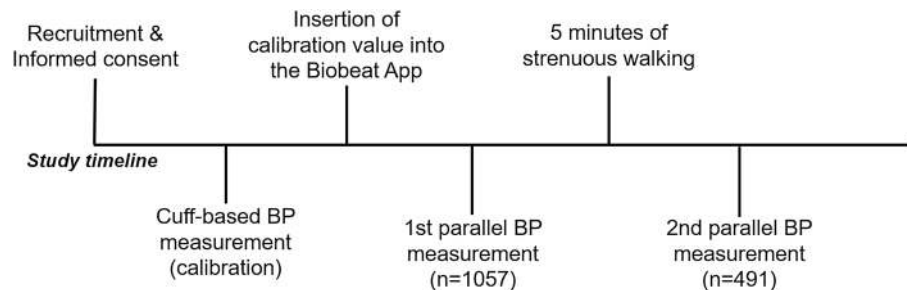 Recruitment &
Informed consent
Insertion of
calibration value into
the Biobeat App
5 minutes of
strenuous walking
Study timeline
Cuff-based BP
measurement
(calibration)
1st parallel BP
measurement
(n=1057)
2nd parallel BP
measurement
(n=491)